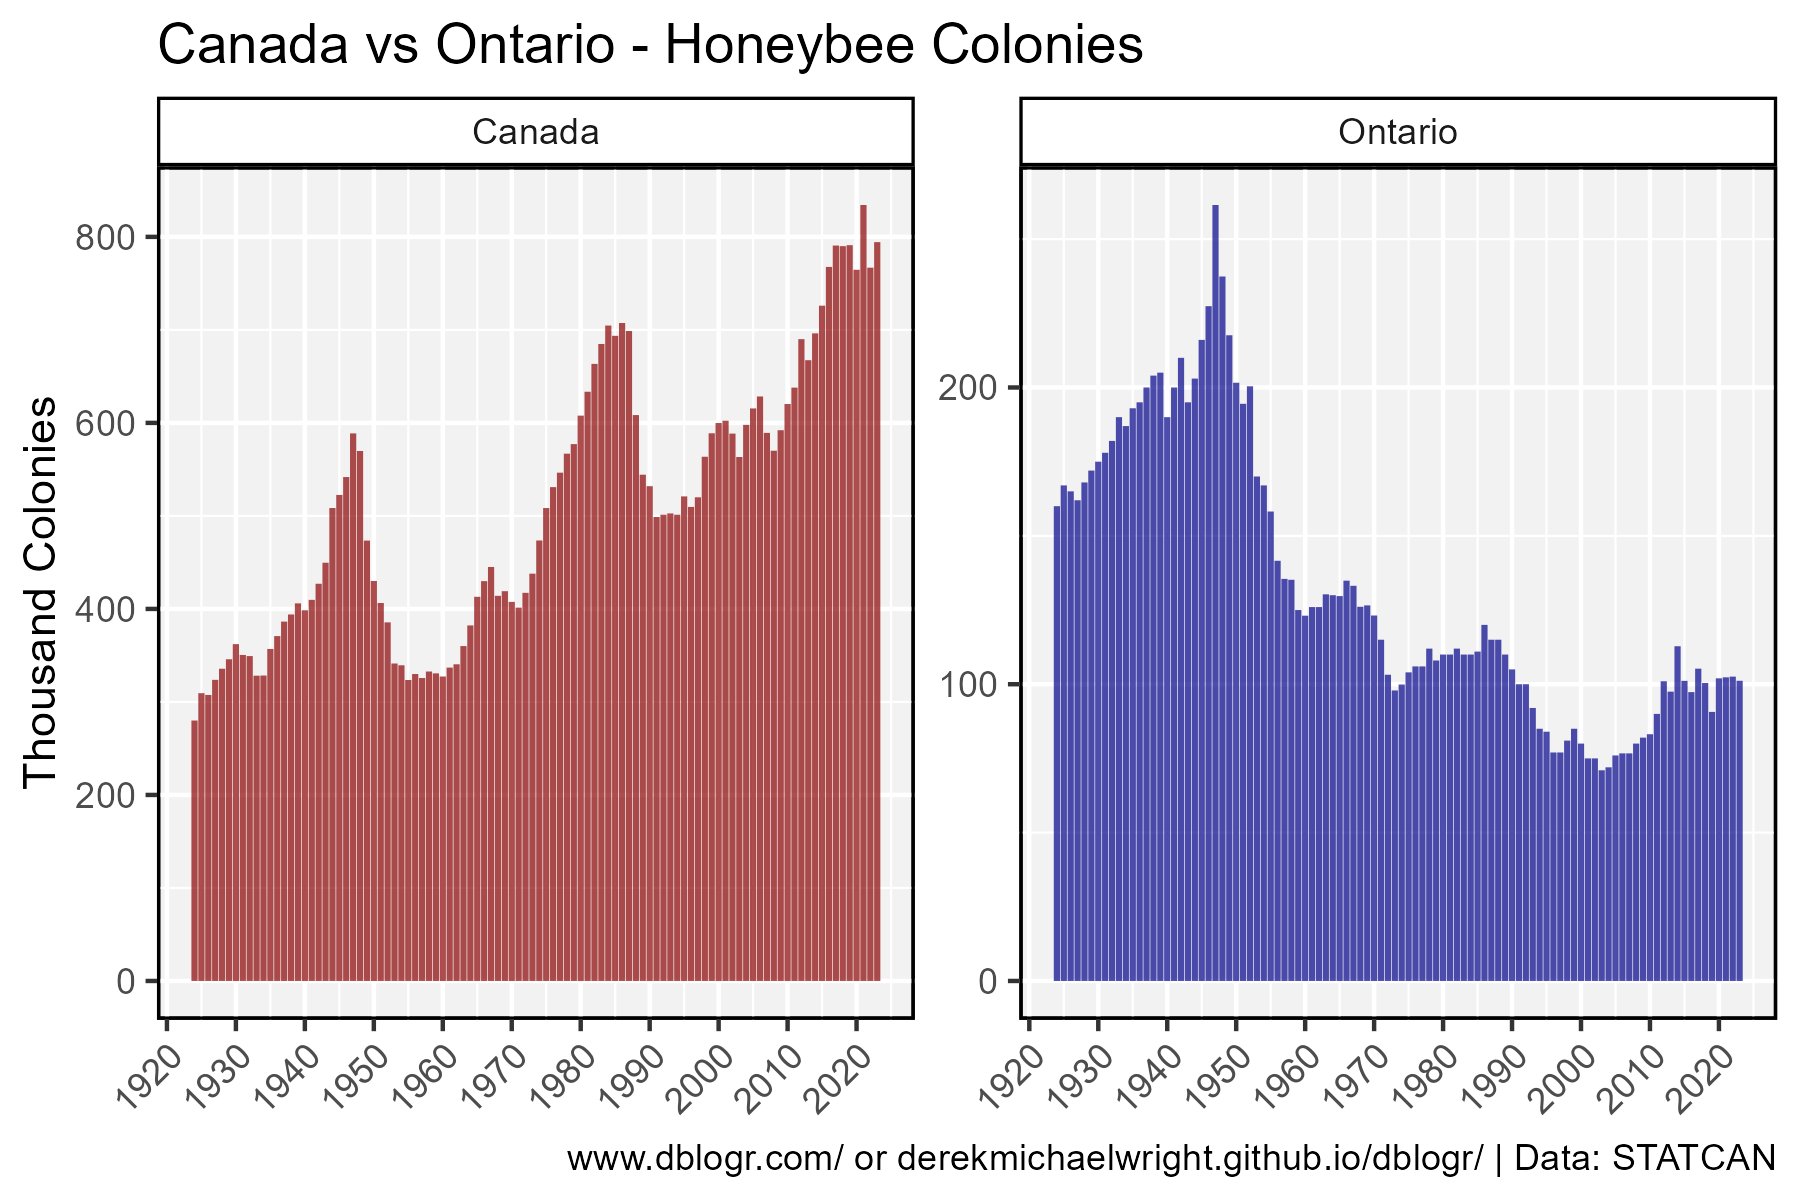 Canada vs Ontario - Honeybee Colonies
Canada
Ontario
Thousand Colonies
800
600
400
200
0
1920 1930 1940 1950 1960 1970 1980 1990 2000 2010 2020
200
100
0
1920 1930 1940 1950 1960 1970 1980 1990 2000 2010 2020
www.dblogr.com/ or derekmichaelwright.github.io/dblogr/ | Data: STATCAN